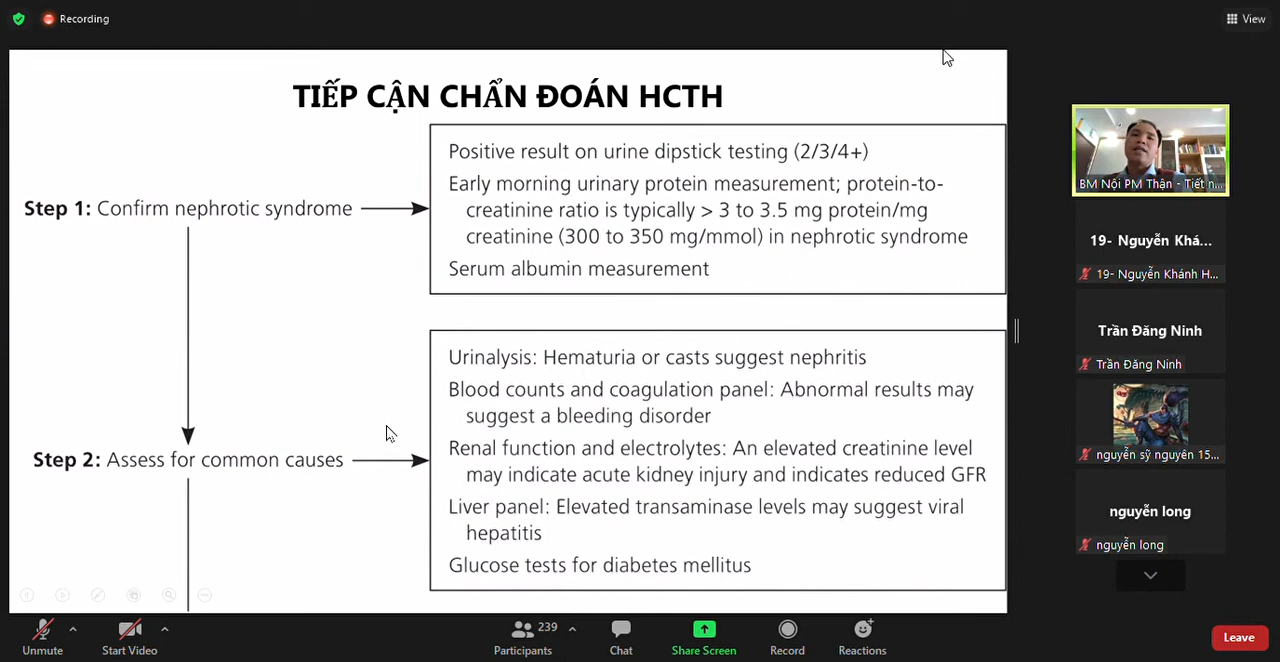 Recording
View
TIẾP CẬN CHẨN ĐOÁN HCTH
Step 1: Confirm nephrotic syndrome
Positive result on urine dipstick testing (2/3/4+)
Early morning urinary protein measurement; protein-to-
creatinine ratio is typically > 3 to 3.5 mg protein/mg
creatinine (300 to 350 mg/mmol) in nephrotic syndrome
Serum albumin measurement
Step 2: Assess for common causes
Urinalysis: Hematuria or casts suggest nephritis
Blood counts and coagulation panel: Abnormal results may
suggest a bleeding disorder
Renal function and electrolytes: An elevated creatinine level
may indicate acute kidney injury and indicates reduced GFR
Liver panel: Elevated transaminase levels may suggest viral
hepatitis
Glucose tests for diabetes mellitus
BM Nội PM Thận - Tiết n...
19- Nguyễn Khá...
19- Nguyễn Khánh H...
Trần Đăng Ninh
Trần Đăng Ninh
nguyễn sỹ nguyên 15...
nguyễn long
nguyễn long
Unmute
Start Video
239
Participants
Chat
Share Screen
Record
Reactions
Leave